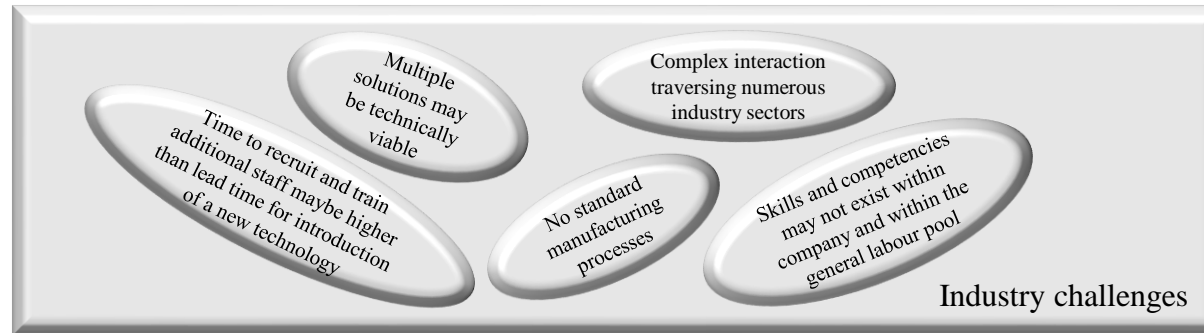 Multiple
solutions may
be technically
viable
Complex interaction
traversing numerous
industry sectors
Time to recruit and train
additional staff maybe higher
than lead time for introduction
of a new technology
No standard
manufacturing
processes
Skills and competencies
may not exist within
company and within the
general labour pool
Industry challenges